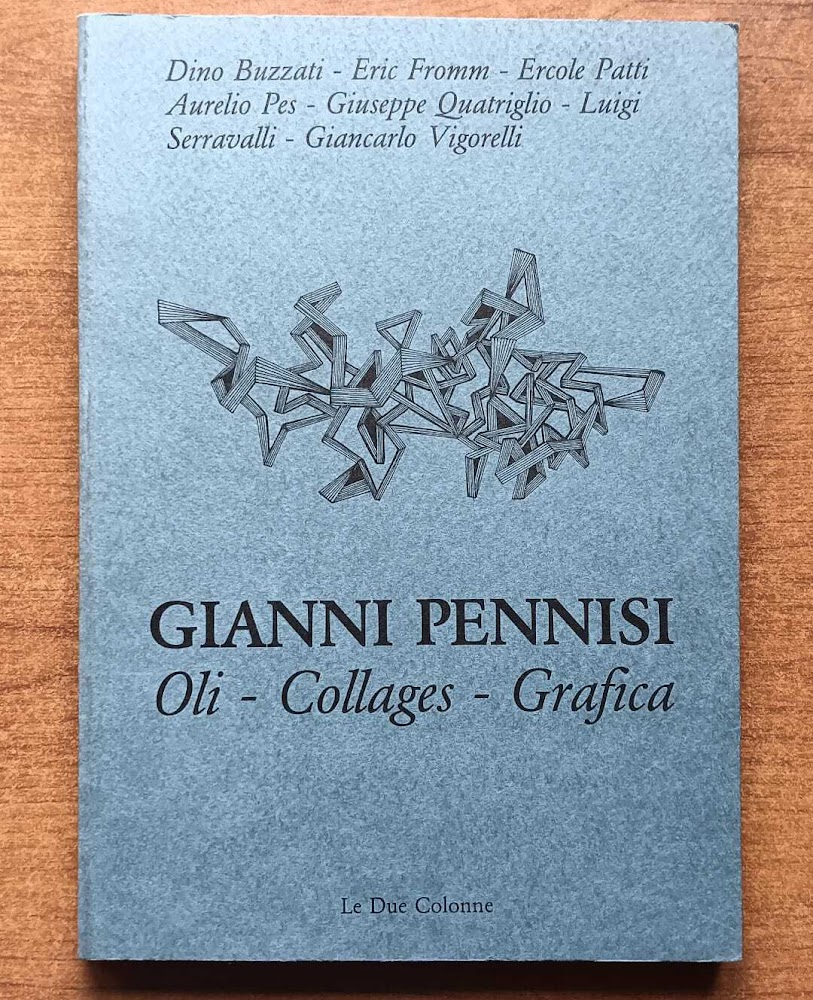 Dino Buzzati - Eric Fromm - Ercole Patti
Aurelio Pes - Giuseppe Quatriglio - Luigi
Serravalli - Giancarlo Vigorelli
GIANNI PENNISI
Oli - Collages - Grafica
Le Due Colonne